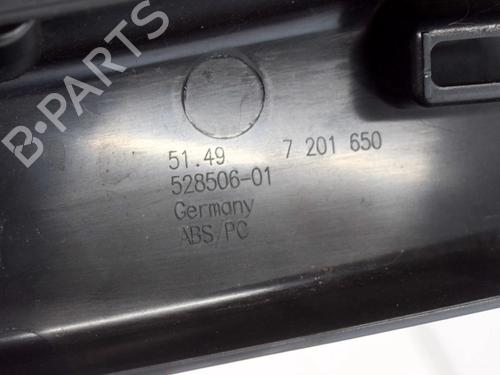 B-PARTS
51.49 7 201 650
528506-01
Germany
ABS/PC